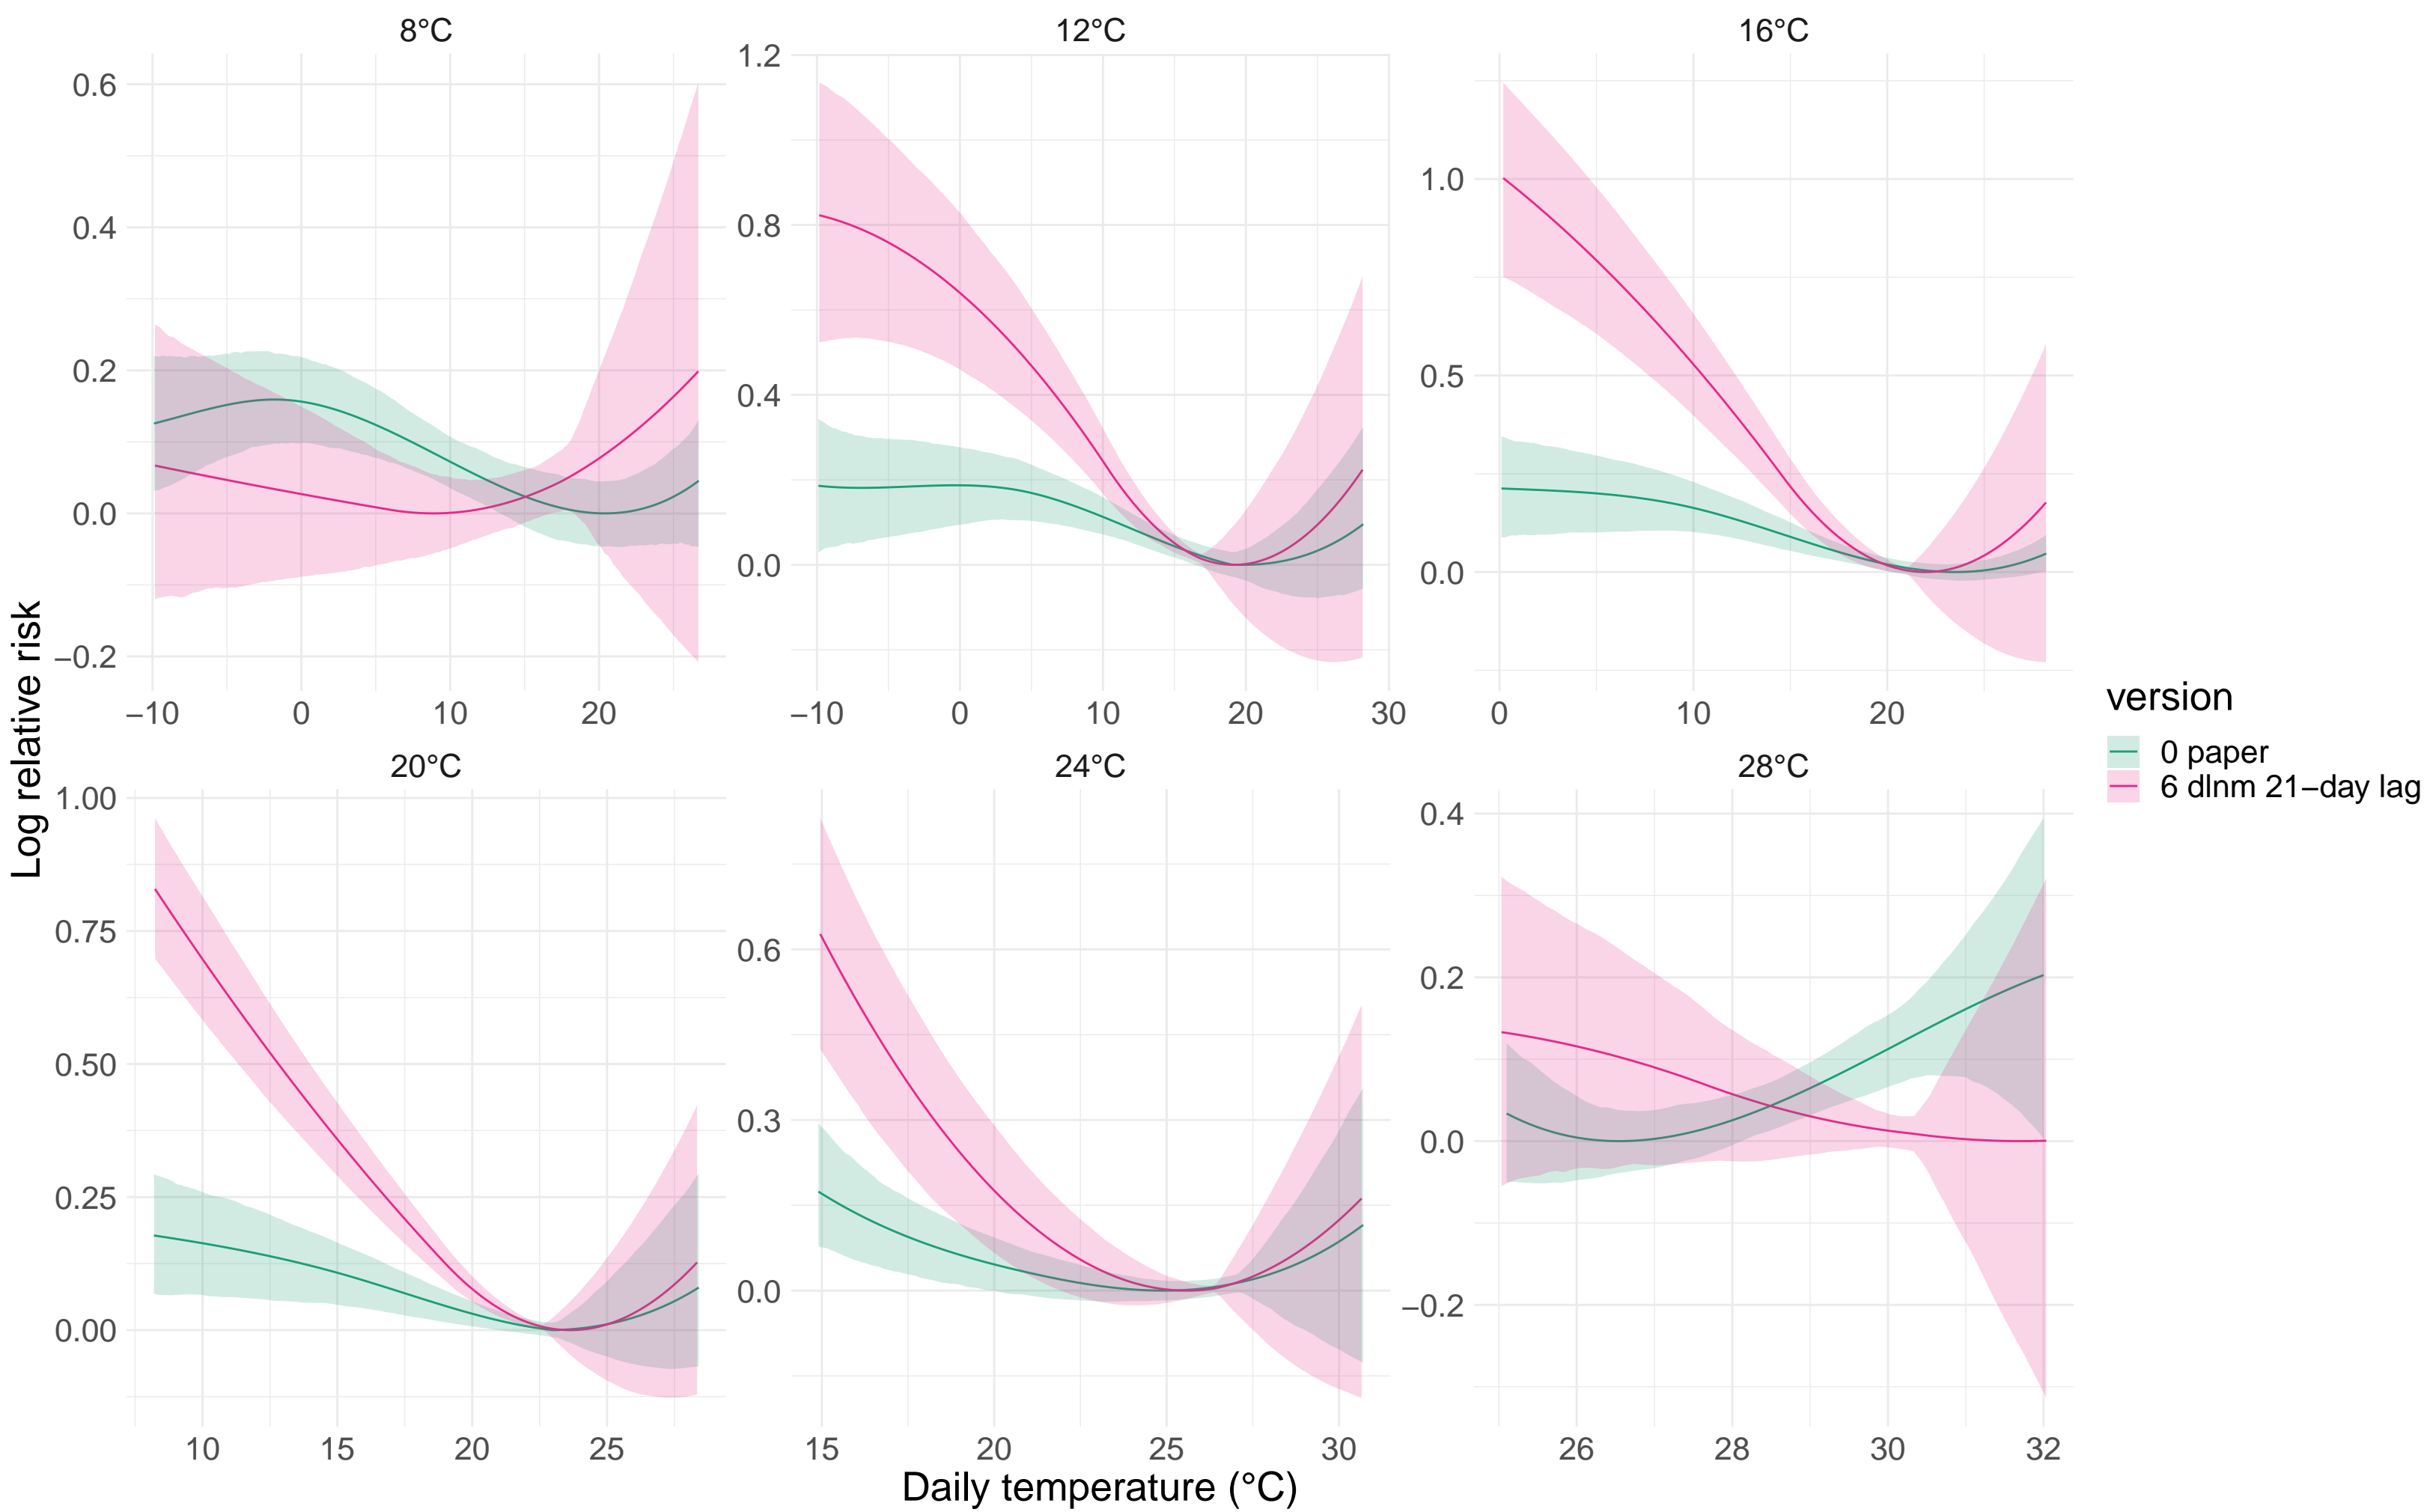 8°C 12°C 16°C
0.6 1.2
0.4 0.8 1.0
0.2 0.4 0.5
0.0 0.0 0.0
−0.2
−10 0 10 20 −10 0 10 20 30 0 10 20
20°C 24°C 28°C
1.00 0.4
0.75 0.6 0.2
0.50 0.3 0.0
0.25 0.0 −0.2
0.00
10 15 20 25 15 20 25 30 26 28 30 32
Daily temperature (°C)
Log relative risk
version
0 paper
6 dlnm 21−day lag